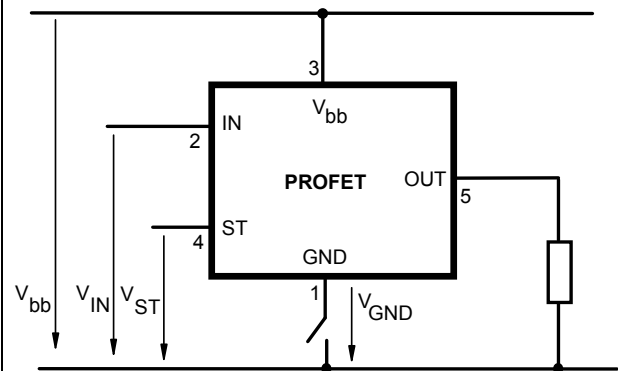 3
V_bb
IN
2
PROFET
OUT
5
4
ST
GND
1
V_bb
V_IN
V_ST
V_GND